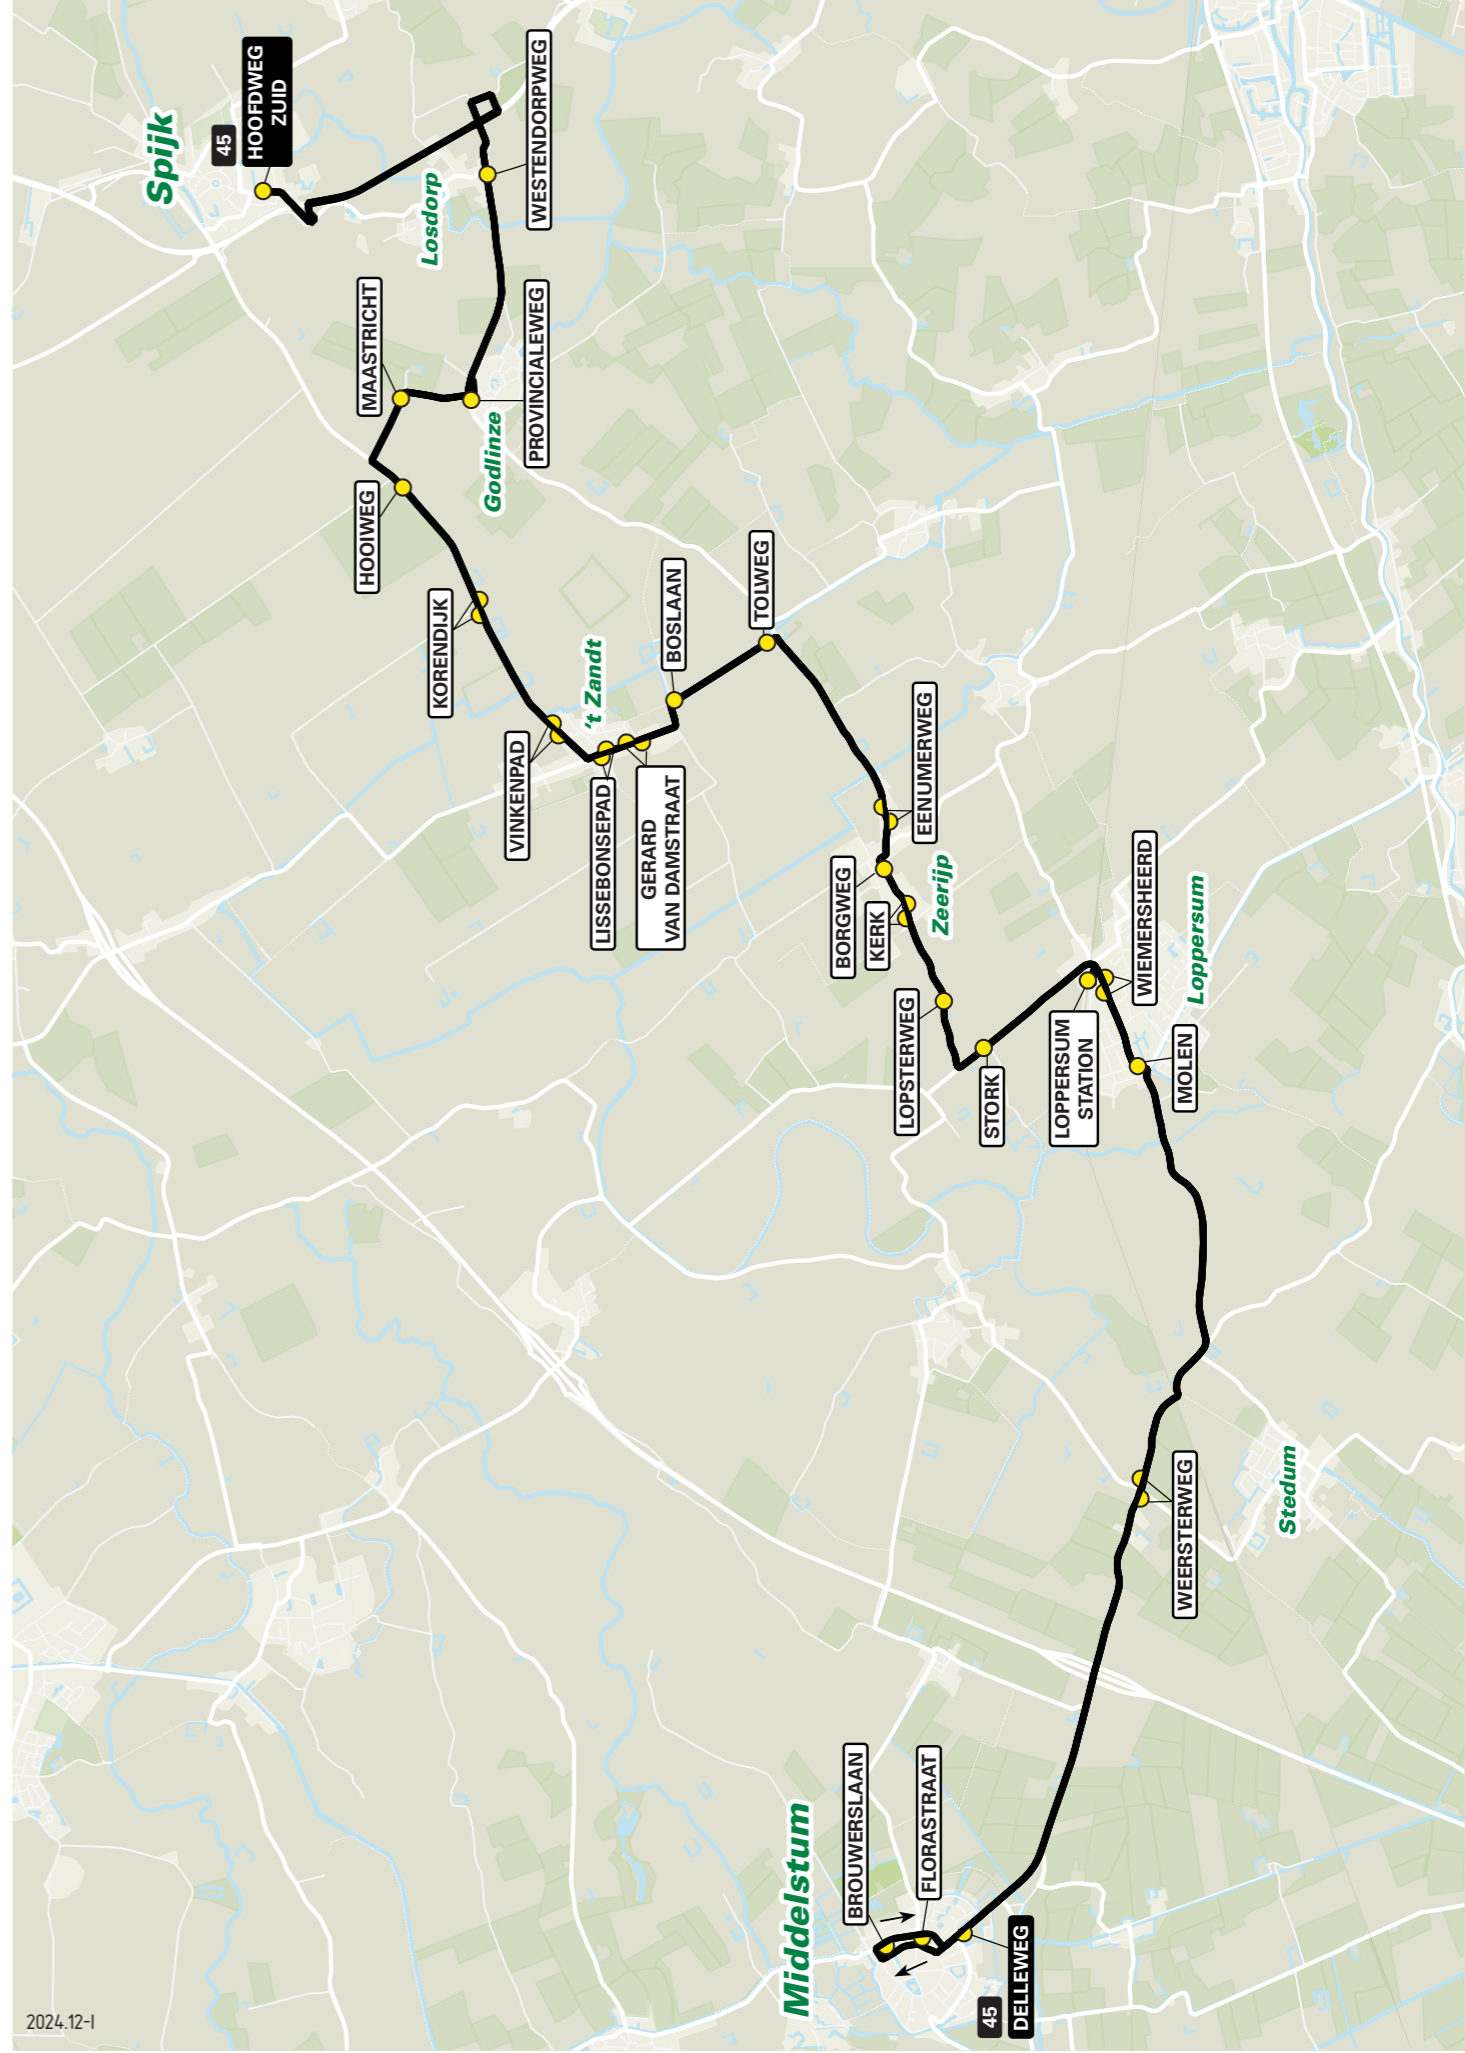 Spijk
45
HOOFDWEG
ZUID
WESTENDORPWEG
Losdorp
MAASTRICHT
PROVINCIALEWEG
Godlinze
HOOIWEG
KORENDIJK
VINKENPAD
't Zandt
LISSEBONSEPAD
GERARD
VAN DAMSTRAAT
BOSLAAN
TOLWEG
EENUMERWEG
BORGWEG
KERK
Zeerijp
LOPSTERWEG
STORK
LOPPERSUM
STATION
WIEMERSHEERD
Loppersum
MOLEN
WEERSTERWEG
Stedum
Middelstum
BROUWERSLAAN
FLORASTRAAT
45
DELLEWEG
2024.12-I